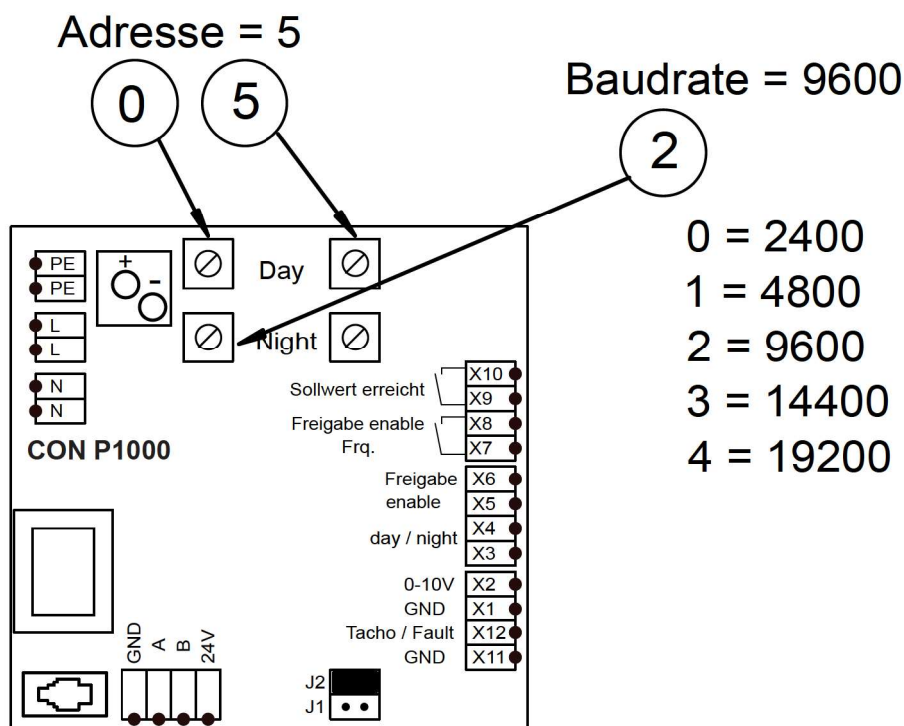 Adresse = 5
0
5
Baudrate = 9600
2
0 = 2400
1 = 4800
2 = 9600
3 = 14400
4 = 19200
PE
PE
+
-
Day
L
L
Night
N
N
CON P1000
Sollwert erreicht
X10
X9
Freigabe enable
Frq.
X8
X7
Freigabe
enable
X6
X5
day / night
X4
X3
0-10V X2
GND X1
Tacho / Fault X12
GND X11
GND
A
B
24V
J2
J1